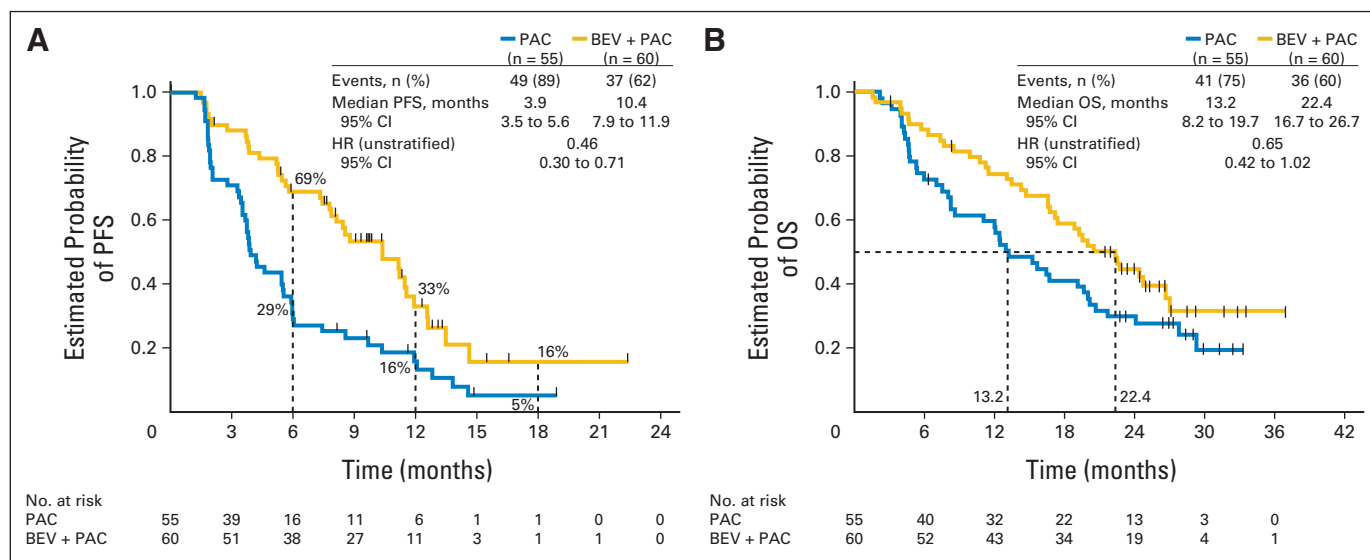 A
PAC BEV + PAC
(n = 55) (n = 60)
Events, n (%) 49 (89) 37 (62)
Median PFS, months 3.9 10.4
95% CI 3.5 to 5.6 7.9 to 11.9
HR (unstratified) 0.46
95% CI 0.30 to 0.71
Estimated Probability
of PFS
1.0
0.8
0.6
0.4
0.2
69%
29%
33%
16%
16%
5%
0 3 6 9 12 15 18 21 24
Time (months)
No. at risk
PAC 55 39 16 11 6 1 1 0 0
BEV + PAC 60 51 38 27 11 3 1 1 0
B
PAC BEV + PAC
(n = 55) (n = 60)
Events, n (%) 41 (75) 36 (60)
Median OS, months 13.2 22.4
95% CI 8.2 to 19.7 16.7 to 26.7
HR (unstratified) 0.65
95% CI 0.42 to 1.02
Estimated Probability
of OS
1.0
0.8
0.6
0.4
0.2
13.2 22.4
0 6 12 18 24 30 36 42
Time (months)
No. at risk
PAC 55 40 32 22 13 3 0
BEV + PAC 60 52 43 34 19 4 1